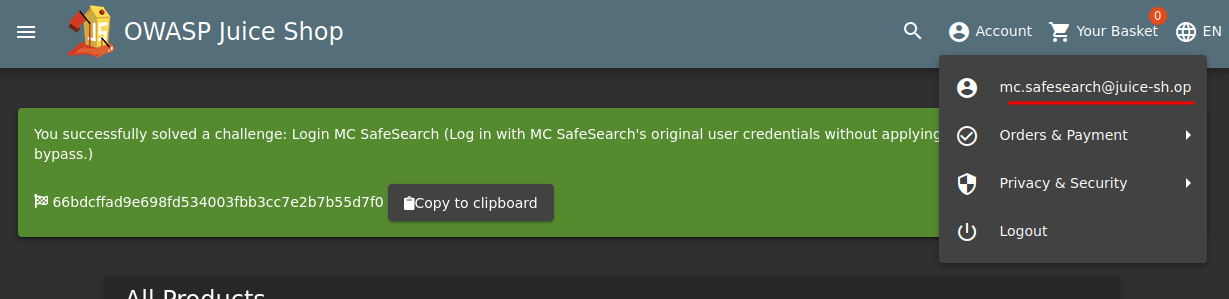 OWASP Juice Shop
Account
0
Your Basket
EN
mc.safesearch@juice-sh.op
Orders & Payment
Privacy & Security
Logout
You successfully solved a challenge: Login MC SafeSearch (Log in with MC SafeSearch's original user credentials without applying
bypass.)
66bdcffad9e698fd534003fbb3cc7e2b7b55d7f0 Copy to clipboard
All Products